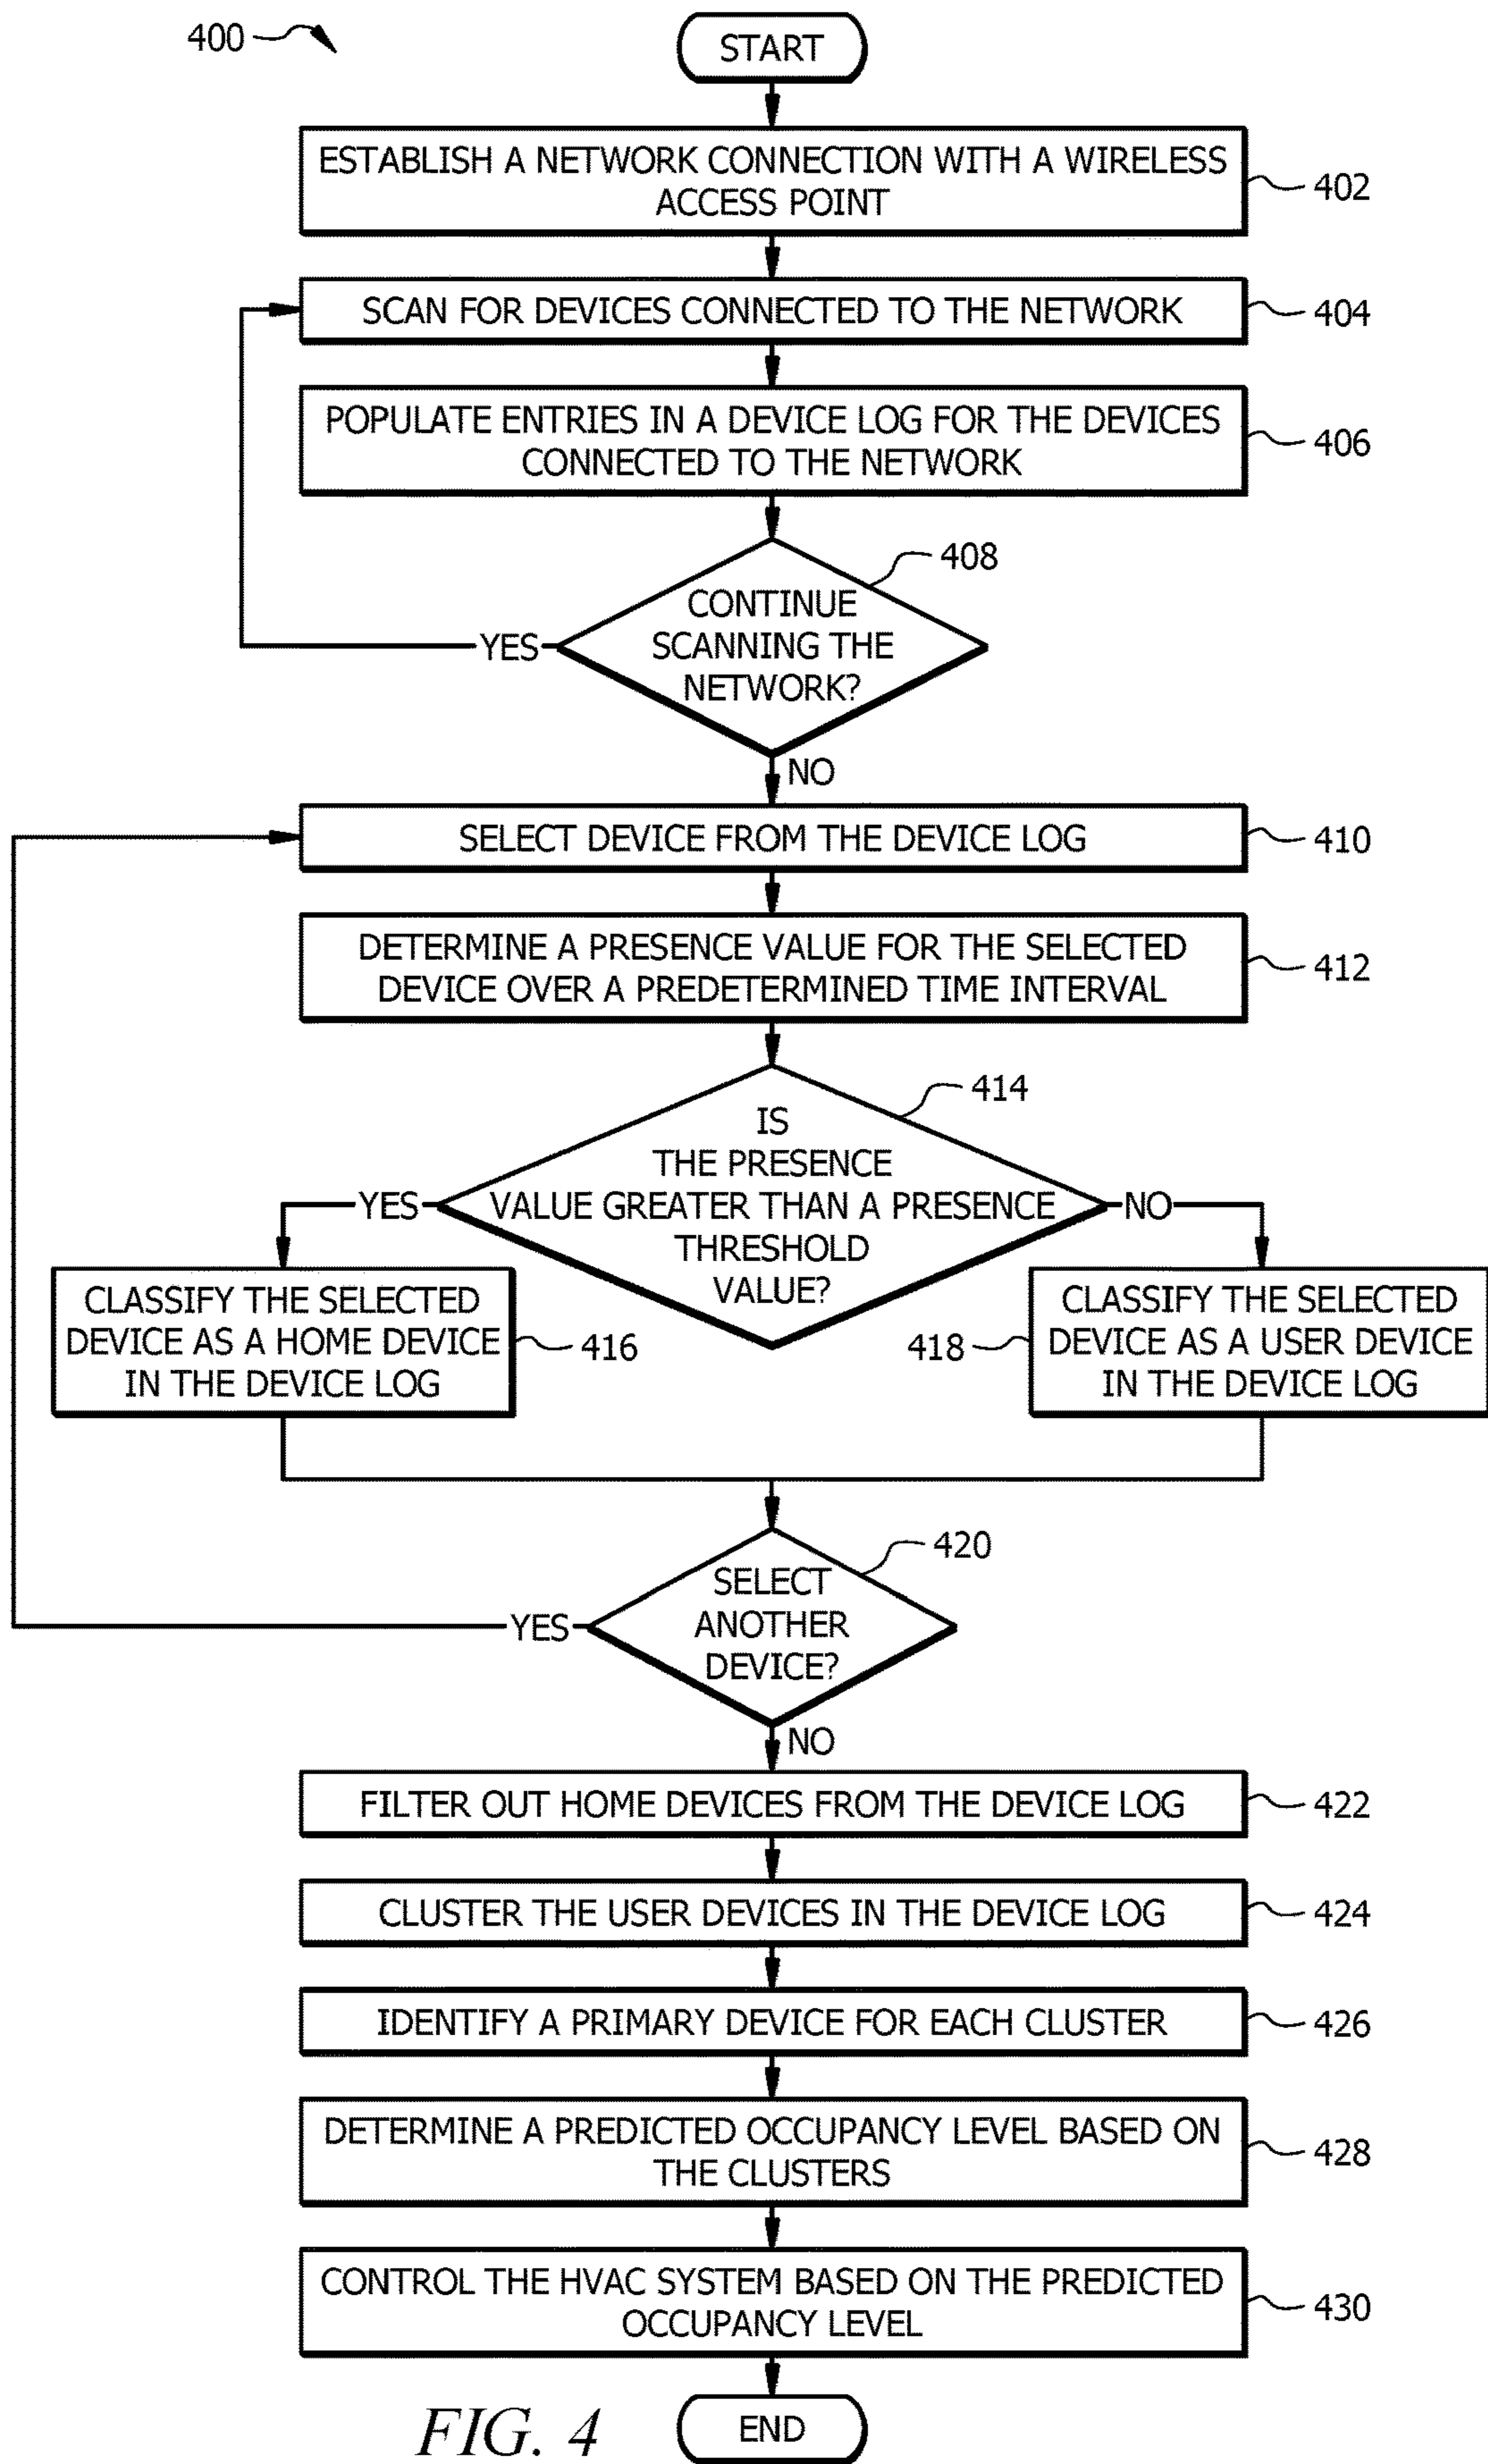 400
START
ESTABLISH A NETWORK CONNECTION WITH A WIRELESS
ACCESS POINT
402
SCAN FOR DEVICES CONNECTED TO THE NETWORK
404
POPULATE ENTRIES IN A DEVICE LOG FOR THE DEVICES
CONNECTED TO THE NETWORK
406
408
CONTINUE
SCANNING THE
NETWORK?
YES
NO
SELECT DEVICE FROM THE DEVICE LOG
410
DETERMINE A PRESENCE VALUE FOR THE SELECTED
DEVICE OVER A PREDETERMINED TIME INTERVAL
412
414
IS
THE PRESENCE
VALUE GREATER THAN A PRESENCE
THRESHOLD
VALUE?
YES
NO
CLASSIFY THE SELECTED
DEVICE AS A HOME DEVICE
IN THE DEVICE LOG
416
418
CLASSIFY THE SELECTED
DEVICE AS A USER DEVICE
IN THE DEVICE LOG
420
SELECT
ANOTHER
DEVICE?
YES
NO
FILTER OUT HOME DEVICES FROM THE DEVICE LOG
422
CLUSTER THE USER DEVICES IN THE DEVICE LOG
424
IDENTIFY A PRIMARY DEVICE FOR EACH CLUSTER
426
DETERMINE A PREDICTED OCCUPANCY LEVEL BASED ON
THE CLUSTERS
428
CONTROL THE HVAC SYSTEM BASED ON THE PREDICTED
OCCUPANCY LEVEL
430
END
FIG. 4